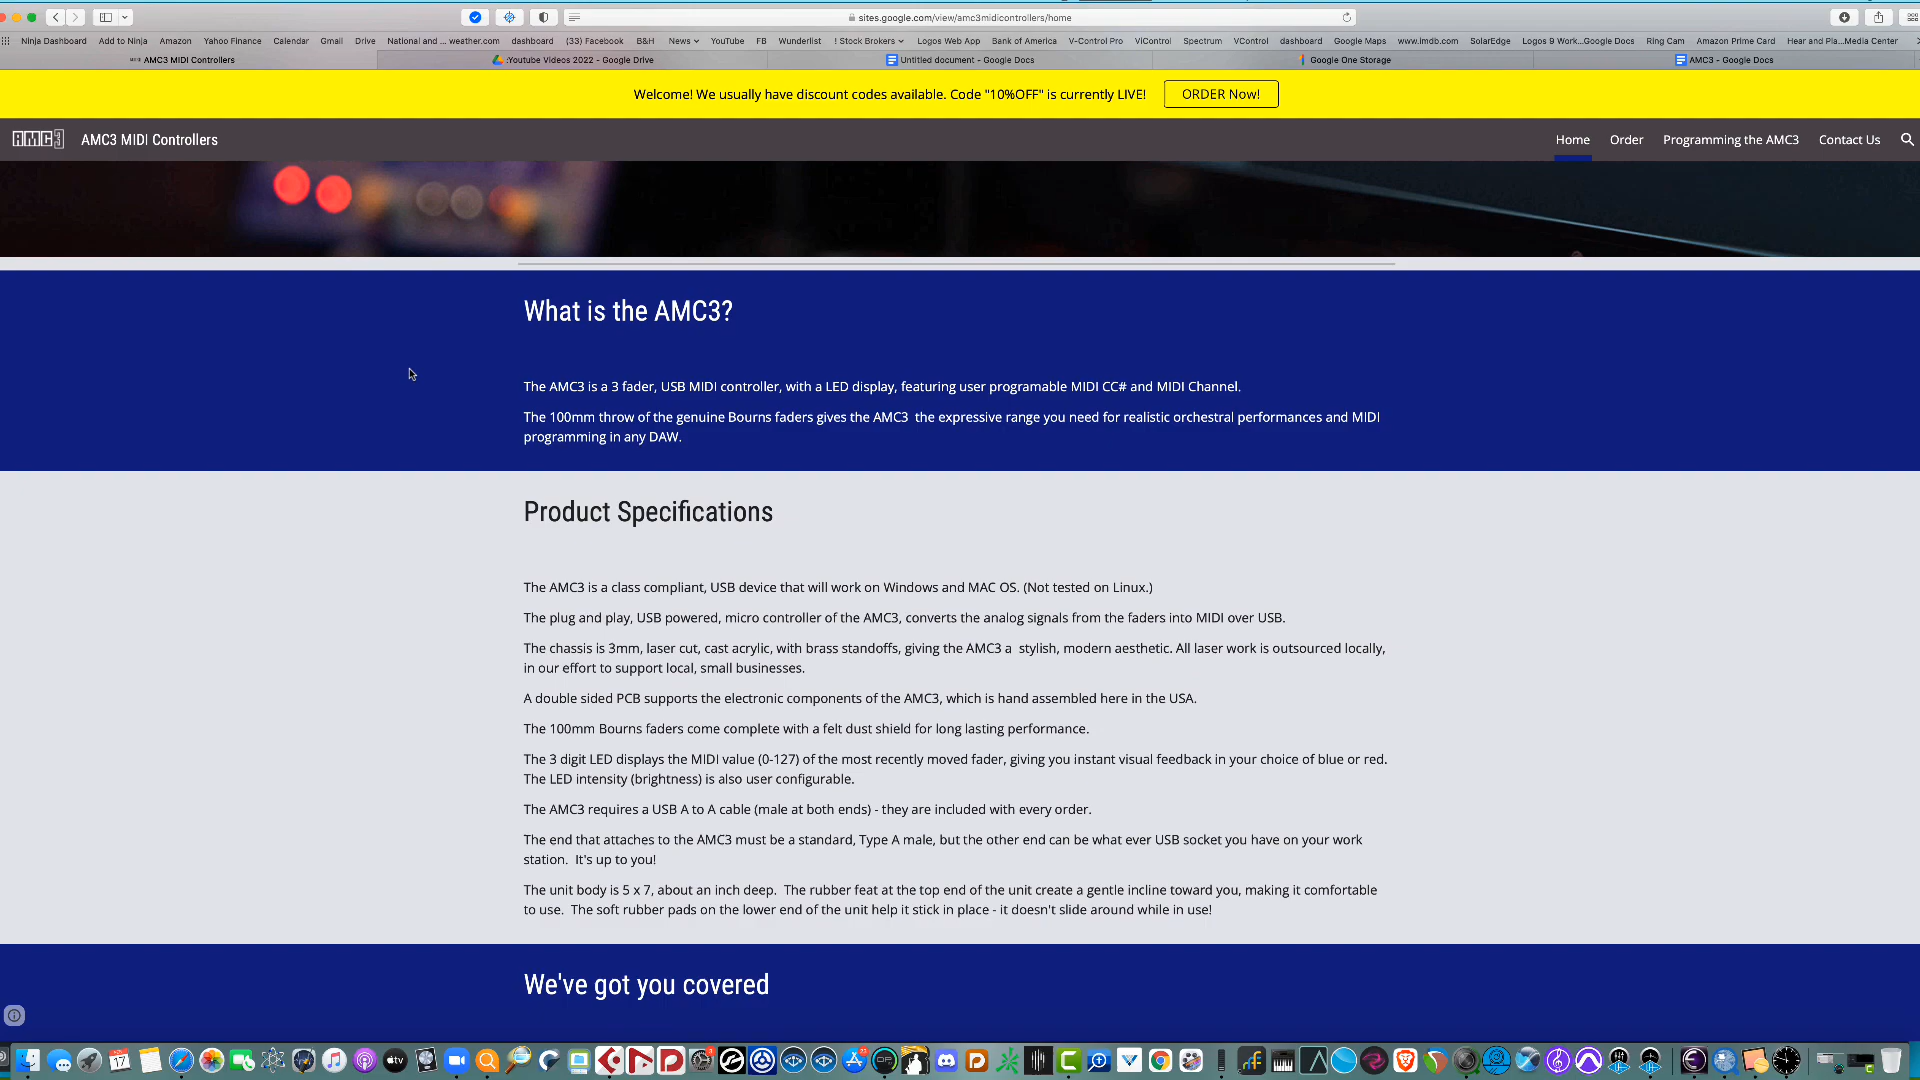 sites.google.com/view/amc3midicontrollers/home
Ninja Dashboard Add to Ninja Amazon Yahoo Finance Calendar Gmail Drive National and ... weather.com dashboard (33) Facebook B&H News YouTube FB Wunderlist ! Stock Brokers Logos Web App Bank of America V-Control Pro ViControl Spectrum VControl dashboard Google Maps www.imdb.com SolarEdge Logos 9 Work...Google Docs Ring Cam Amazon Prime Card Hear and Pla...Media Center
AMC3 MIDI Controllers Youtube Videos 2022 - Google Drive Untitled document - Google Docs Google One Storage AMC3 - Google Docs
Welcome! We usually have discount codes available. Code "10%OFF" is currently LIVE! ORDER Now!
AMC3 AMC3 MIDI Controllers Home Order Programming the AMC3 Contact Us
What is the AMC3?
The AMC3 is a 3 fader, USB MIDI controller, with a LED display, featuring user programable MIDI CC# and MIDI Channel.
The 100mm throw of the genuine Bourns faders gives the AMC3  the expressive range you need for realistic orchestral performances and MIDI
programming in any DAW.
Product Specifications
The AMC3 is a class compliant, USB device that will work on Windows and MAC OS. (Not tested on Linux.)
The plug and play, USB powered, micro controller of the AMC3, converts the analog signals from the faders into MIDI over USB.
The chassis is 3mm, laser cut, cast acrylic, with brass standoffs, giving the AMC3 a  stylish, modern aesthetic. All laser work is outsourced locally,
in our effort to support local, small businesses.
A double sided PCB supports the electronic components of the AMC3, which is hand assembled here in the USA.
The 100mm Bourns faders come complete with a felt dust shield for long lasting performance.
The 3 digit LED displays the MIDI value (0-127) of the most recently moved fader, giving you instant visual feedback in your choice of blue or red.
The LED intensity (brightness) is also user configurable.
The AMC3 requires a USB A to A cable (male at both ends) - they are included with every order.
The end that attaches to the AMC3 must be a standard, Type A male, but the other end can be what ever USB socket you have on your work
station.  It's up to you!
The unit body is 5 x 7, about an inch deep.  The rubber feat at the top end of the unit create a gentle incline toward you, making it comfortable
to use.  The soft rubber pads on the lower end of the unit help it stick in place - it doesn't slide around while in use!
We've got you covered